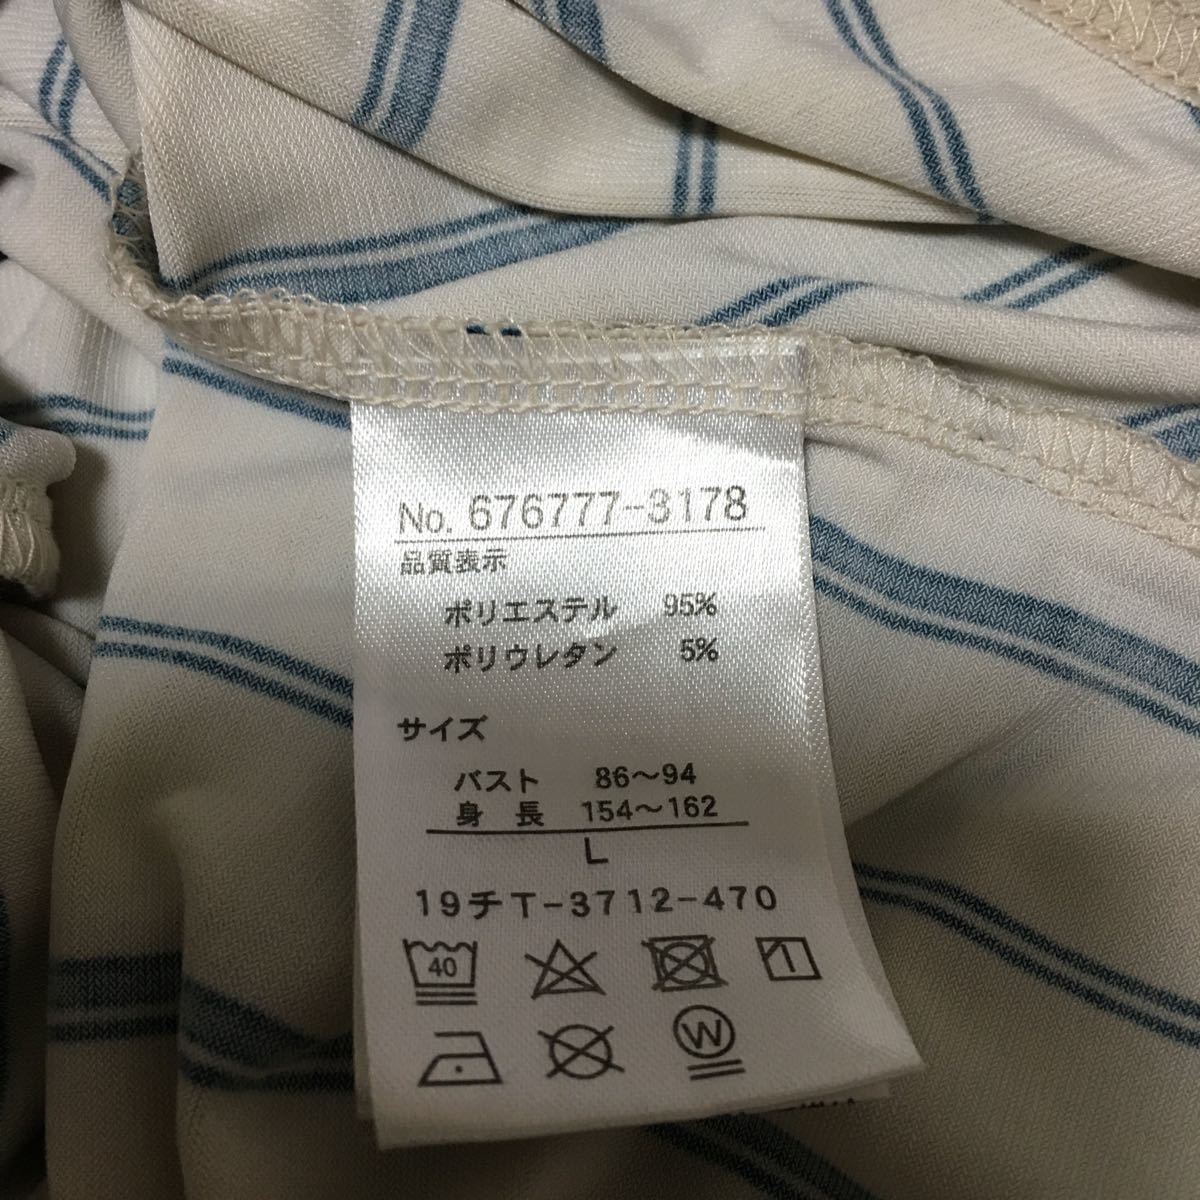 No. 676777-3178
品質表示
ポリエステル 95%
ポリウレタン 5%
サイズ
バスト 86～94
身長 154～162
L
19チT-3712-470
40
W